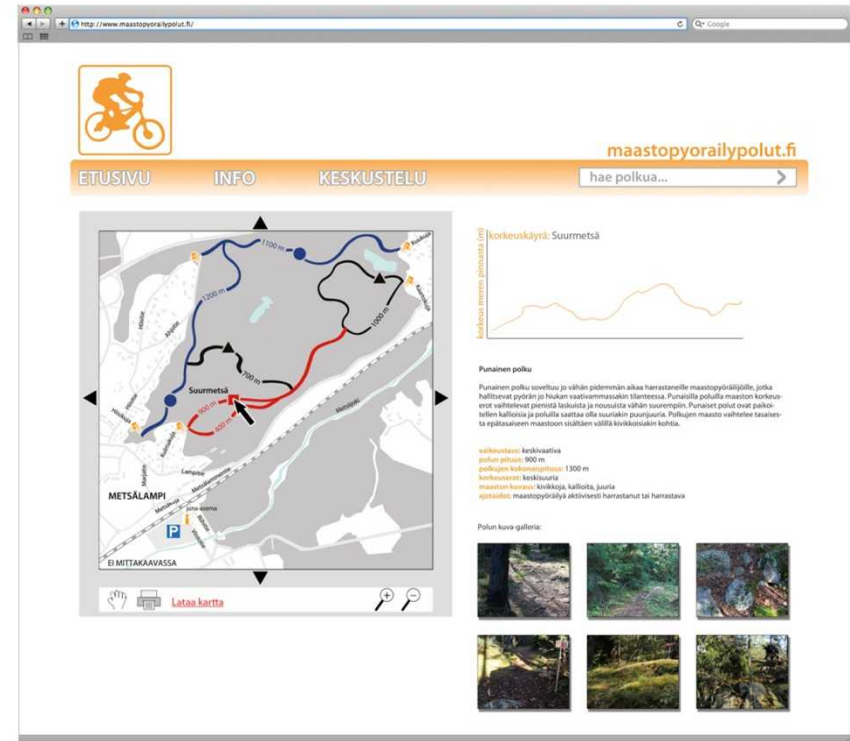 http://www.maastopyorailypolut.fi/
Google
maastopyorailypolut.fi
ETUSIVU
INFO
KESKUSTELU
hae polkua...
korkeuskäyrä: Suurmetsä
korkeus meren pinnasta (m)
1100 m
1200 m
1000 m
700 m
900 m
400 m
Suurmetsä
Lampitie
Metsäjoki
METSÄLAMPI
juna-asema
P
EI MITTAKAAVASSA
Lataa kartta
Punainen polku
Punainen polku soveltuu jo vähän pidemmän aikaa harrastaneille maastopyöräilijöille, jotka
hallitsevat pyörän jo hiukan vaativammassakin tilanteessa. Punaisilla poluilla maaston korkeus-
erot vaihtelevat pienistä laskuista ja nousuista vähän suurempiin. Punaiset polut ovat paikoi-
tellen kallioisia ja poluilla saattaa olla suuriakin puunjuuria. Polkujen maasto vaihtelee tasaises-
ta epätasaiseen maastoon sisältäen välillä kivikkoisiakin kohtia.
vaikeustaso: keskivaativa
polun pituus: 900 m
polkujen kokonaispituus: 1300 m
korkeuserot: keskisuuria
maaston kuvaus: kivikkoja, kallioita, juuria
ajotaidot: maastopyöräilyä aktiivisesti harrastanut tai harrastava
Polun kuva-galleria: